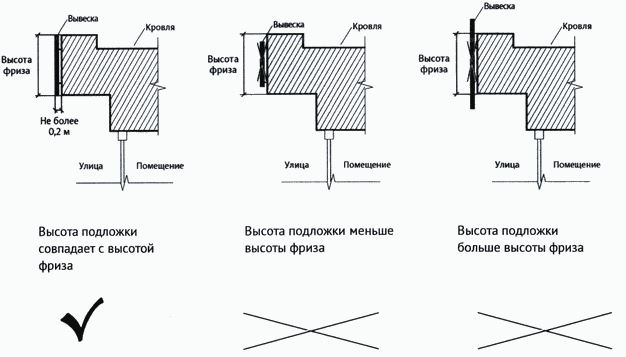 Вывеска
Кровля
Высота
фриза
Не более
0,2 м
Улица
Помещение
Высота подложки
совпадает с высотой
фриза
Вывеска
Кровля
Высота
фриза
Улица
Помещение
Высота подложки меньше
высоты фриза
Вывеска
Кровля
Высота
фриза
Улица
Помещение
Высота подложки
больше высоты фриза